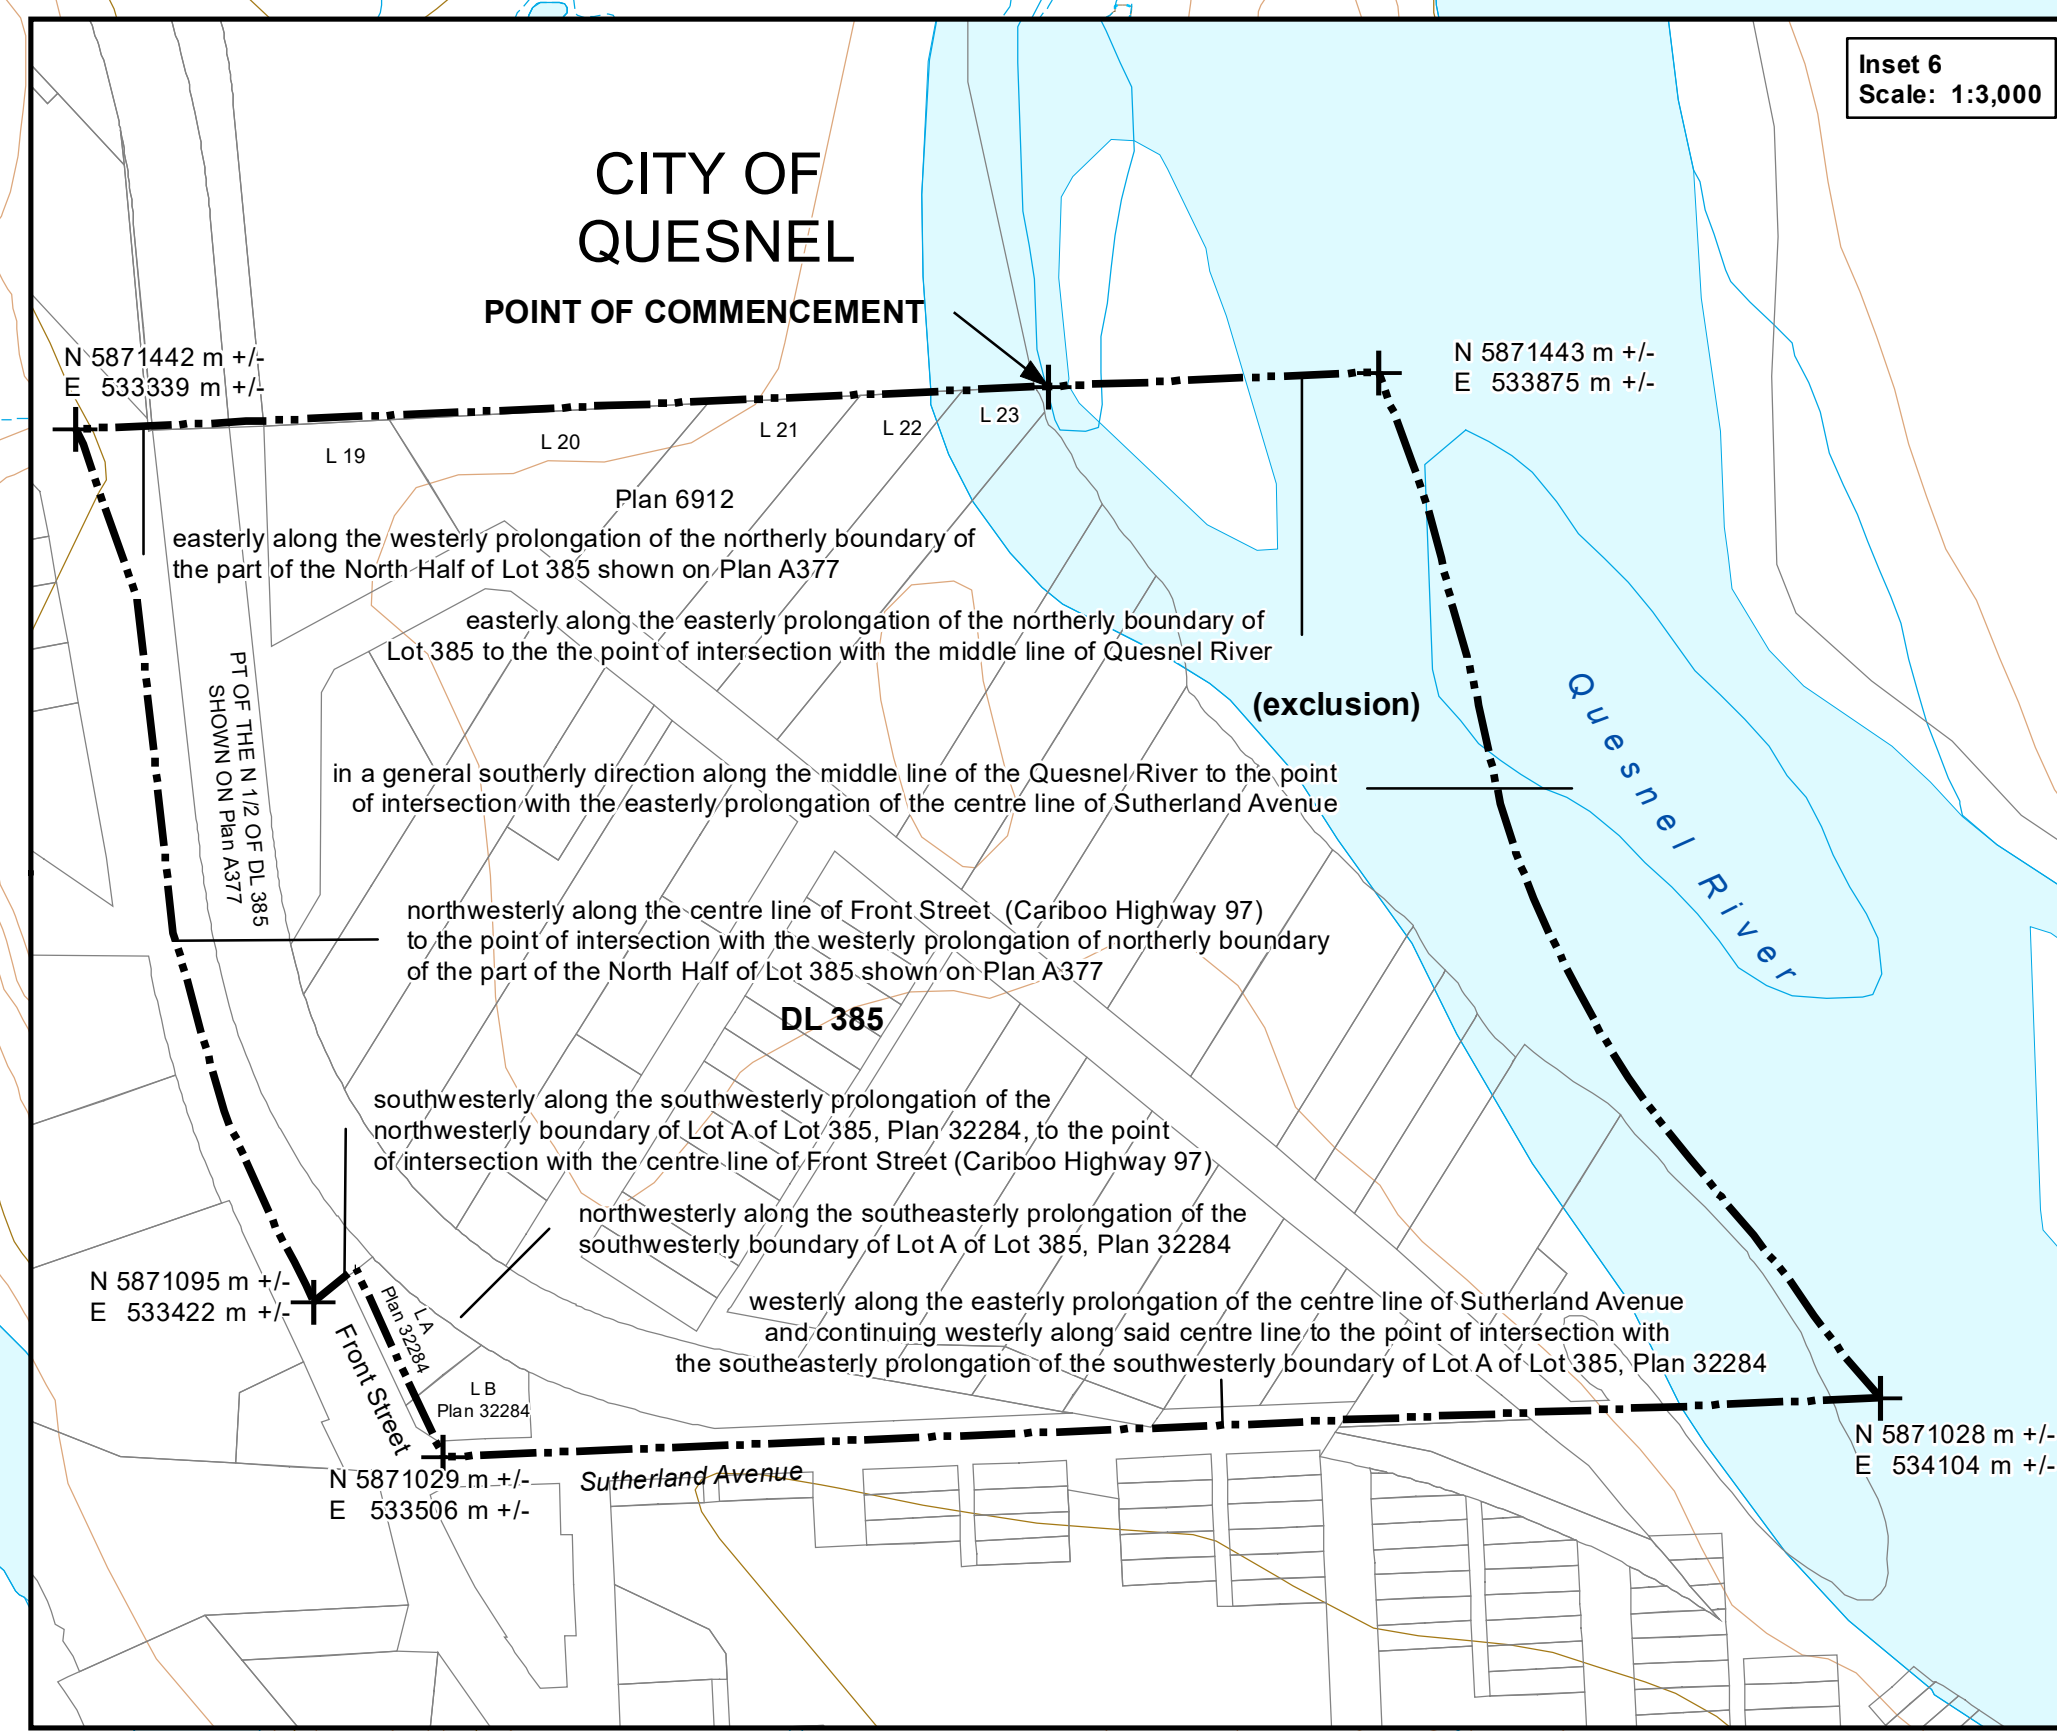 Inset 6
Scale: 1:3,000
CITY OF
QUESNEL
POINT OF COMMENCEMENT
N 5871442 m +/-
E 533339 m +/-
N 5871443 m +/-
E 533875 m +/-
L 19
L 20
L 21
L 22
L 23
Plan 6912
easterly along the westerly prolongation of the northerly boundary of
the part of the North Half of Lot 385 shown on Plan A377
easterly along the easterly prolongation of the northerly boundary of
Lot 385 to the the point of intersection with the middle line of Quesnel River
(exclusion)
Quesnel River
PT OF THE N 1/2 OF DL 385
SHOWN ON Plan A377
in a general southerly direction along the middle line of the Quesnel River to the point
of intersection with the easterly prolongation of the centre line of Sutherland Avenue
northwesterly along the centre line of Front Street (Cariboo Highway 97)
to the point of intersection with the westerly prolongation of northerly boundary
of the part of the North Half of Lot 385 shown on Plan A377
DL 385
southwesterly along the southwesterly prolongation of the
northwesterly boundary of Lot A of Lot 385, Plan 32284, to the point
of intersection with the centre line of Front Street (Cariboo Highway 97)
northwesterly along the southeasterly prolongation of the
southwesterly boundary of Lot A of Lot 385, Plan 32284
N 5871095 m +/-
E 533422 m +/-
L A
Plan 32284
Front Street
westerly along the easterly prolongation of the centre line of Sutherland Avenue
and continuing westerly along said centre line to the point of intersection with
the southeasterly prolongation of the southwesterly boundary of Lot A of Lot 385, Plan 32284
L B
Plan 32284
N 5871028 m +/-
E 534104 m +/-
N 5871029 m +/-
E 533506 m +/-
Sutherland Avenue